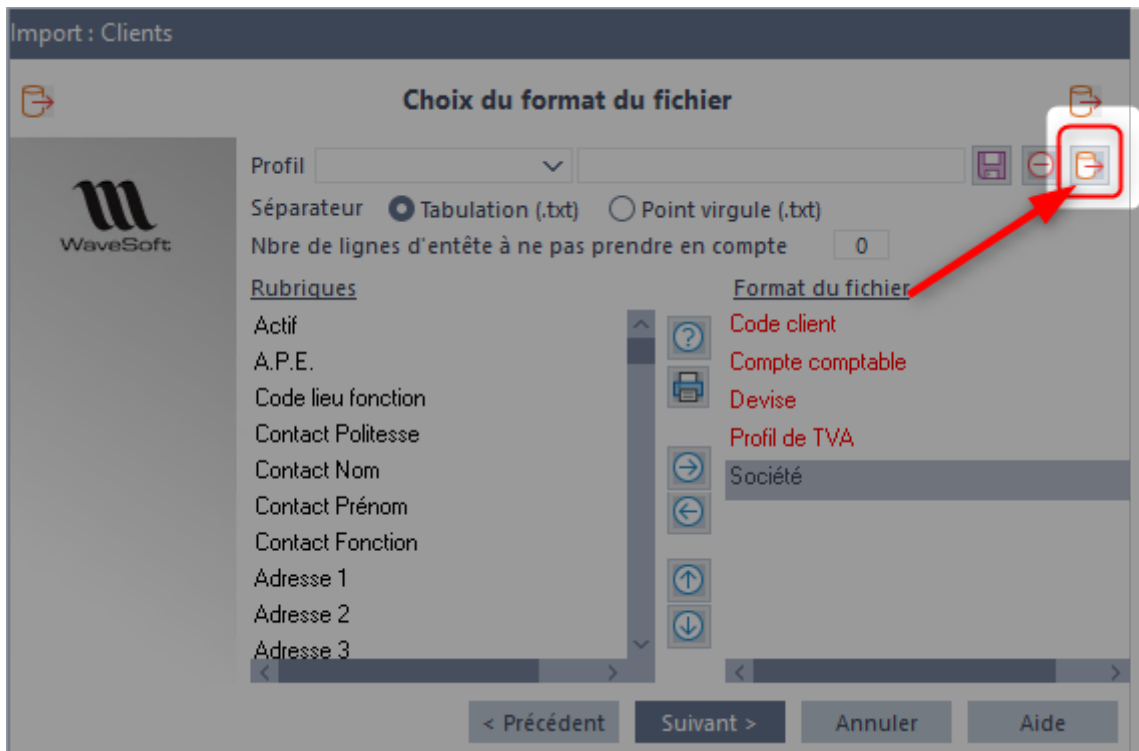 Import : Clients
Choix du format du fichier
Profil
Séparateur Tabulation (.txt) Point virgule (.txt)
Nbre de lignes d'entête à ne pas prendre en compte 0
WaveSoft
Rubriques
Actif
A.P.E.
Code lieu fonction
Contact Politesse
Contact Nom
Contact Prénom
Contact Fonction
Adresse 1
Adresse 2
Adresse 3
Format du fichier
Code client
Compte comptable
Devise
Profil de TVA
Société
< Précédent Suivant > Annuler Aide